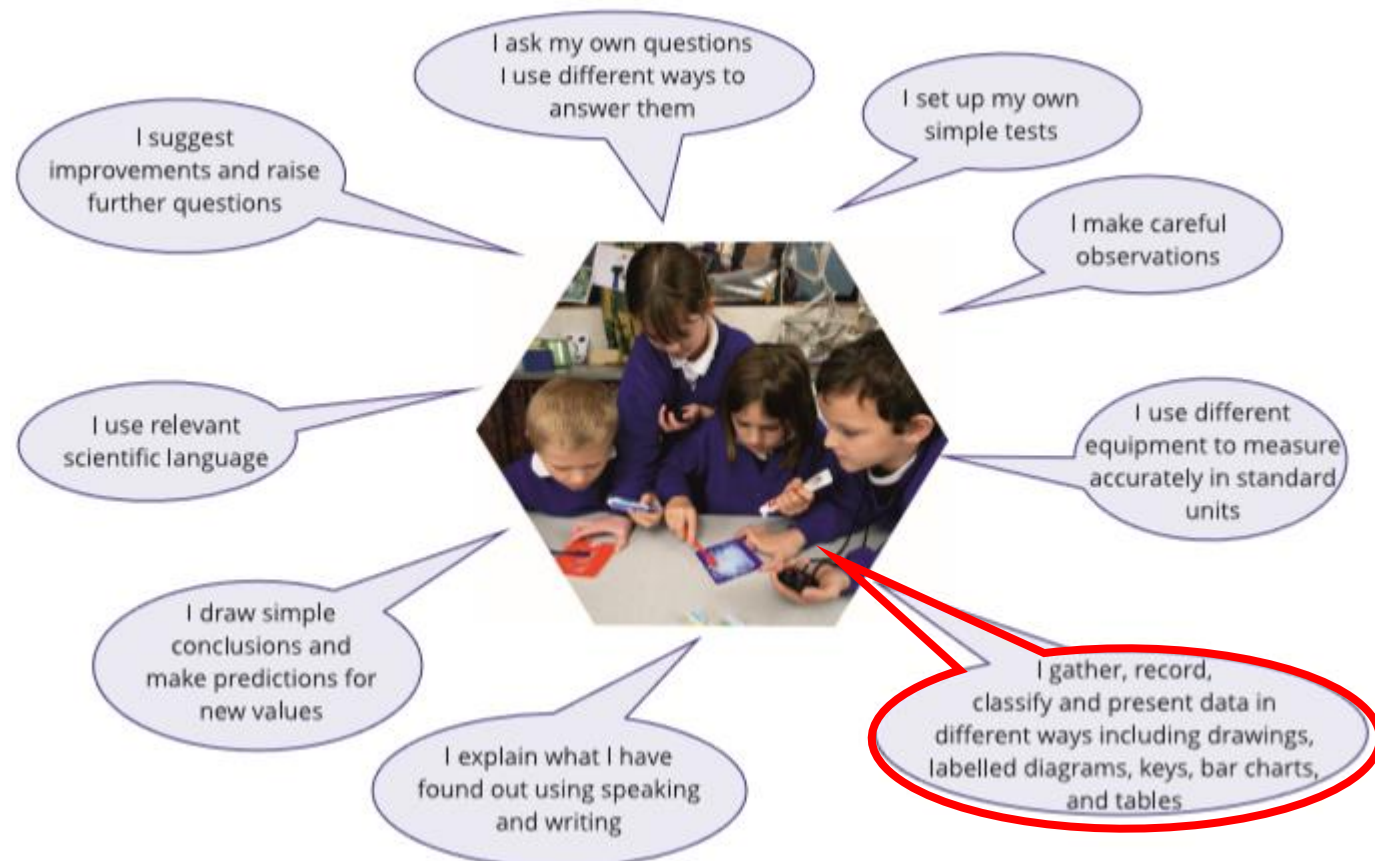 I ask my own questions
I use different ways to
answer them
I set up my own
simple tests
I make careful
observations
I use different
equipment to measure
accurately in standard
units
I gather, record,
classify and present data in
different ways including drawings,
labelled diagrams, keys, bar charts,
and tables
I explain what I have
found out using speaking
and writing
I draw simple
conclusions and
make predictions for
new values
I use relevant
scientific language
I suggest
improvements and raise
further questions